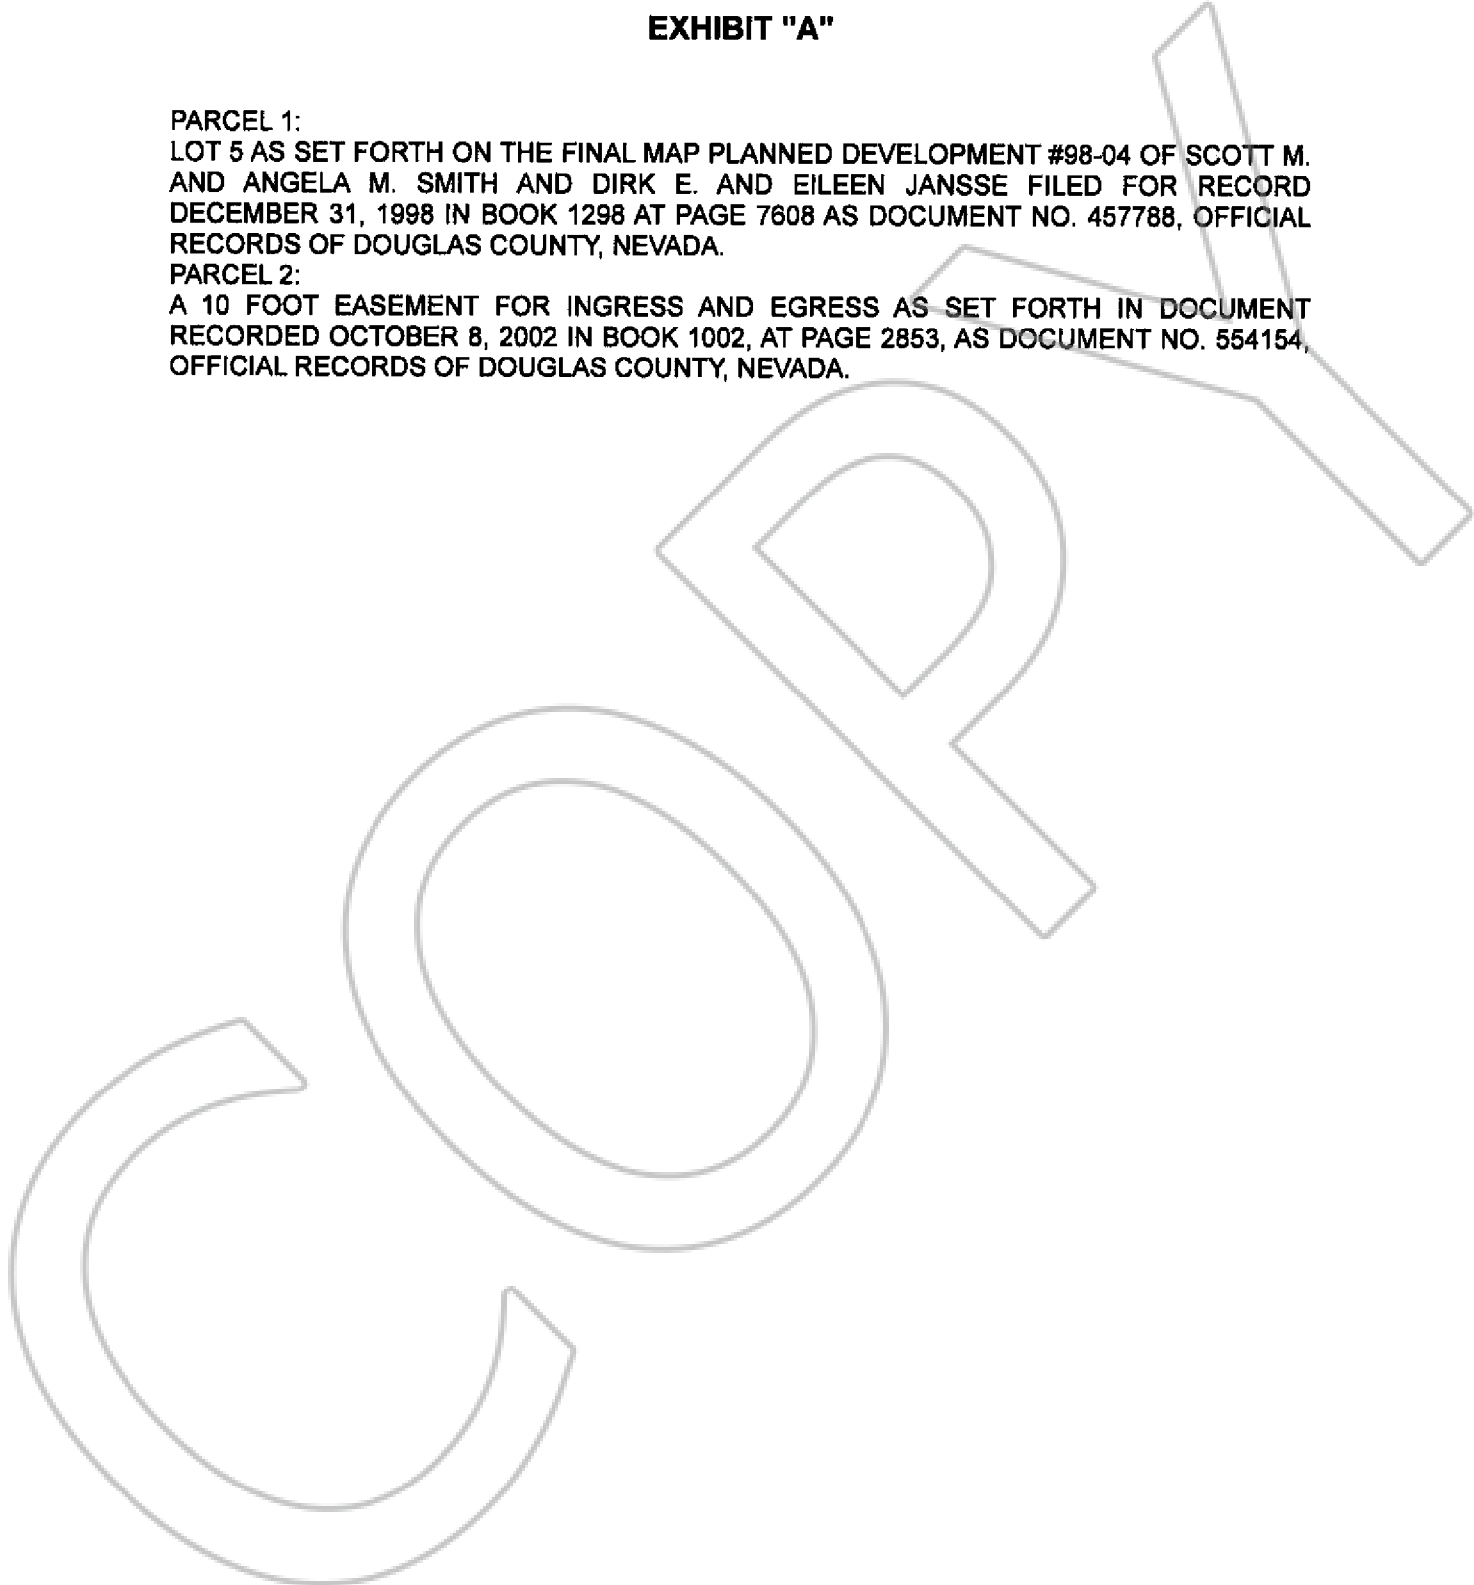 EXHIBIT "A"
PARCEL 1:
LOT 5 AS SET FORTH ON THE FINAL MAP PLANNED DEVELOPMENT #98-04 OF SCOTT M.
AND ANGELA M. SMITH AND DIRK E. AND EILEEN JANSSE FILED FOR RECORD
DECEMBER 31, 1998 IN BOOK 1298 AT PAGE 7608 AS DOCUMENT NO. 457788, OFFICIAL
RECORDS OF DOUGLAS COUNTY, NEVADA.
PARCEL 2:
A 10 FOOT EASEMENT FOR INGRESS AND EGRESS AS SET FORTH IN DOCUMENT
RECORDED OCTOBER 8, 2002 IN BOOK 1002, AT PAGE 2853, AS DOCUMENT NO. 554154,
OFFICIAL RECORDS OF DOUGLAS COUNTY, NEVADA.
COPY